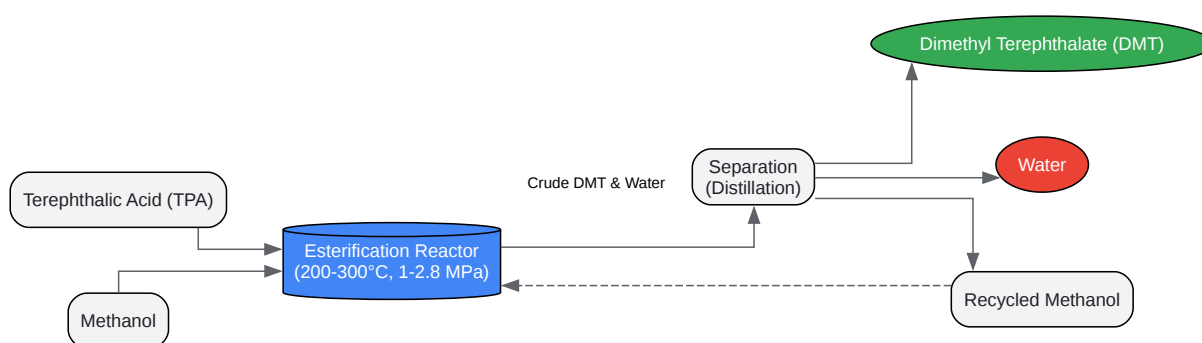 Dimethyl Terephthalate (DMT)
Separation
(Distillation)
Water
Crude DMT & Water
Terephthalic Acid (TPA)
Esterification Reactor
(200-300°C, 1-2.8 MPa)
Methanol
Recycled Methanol